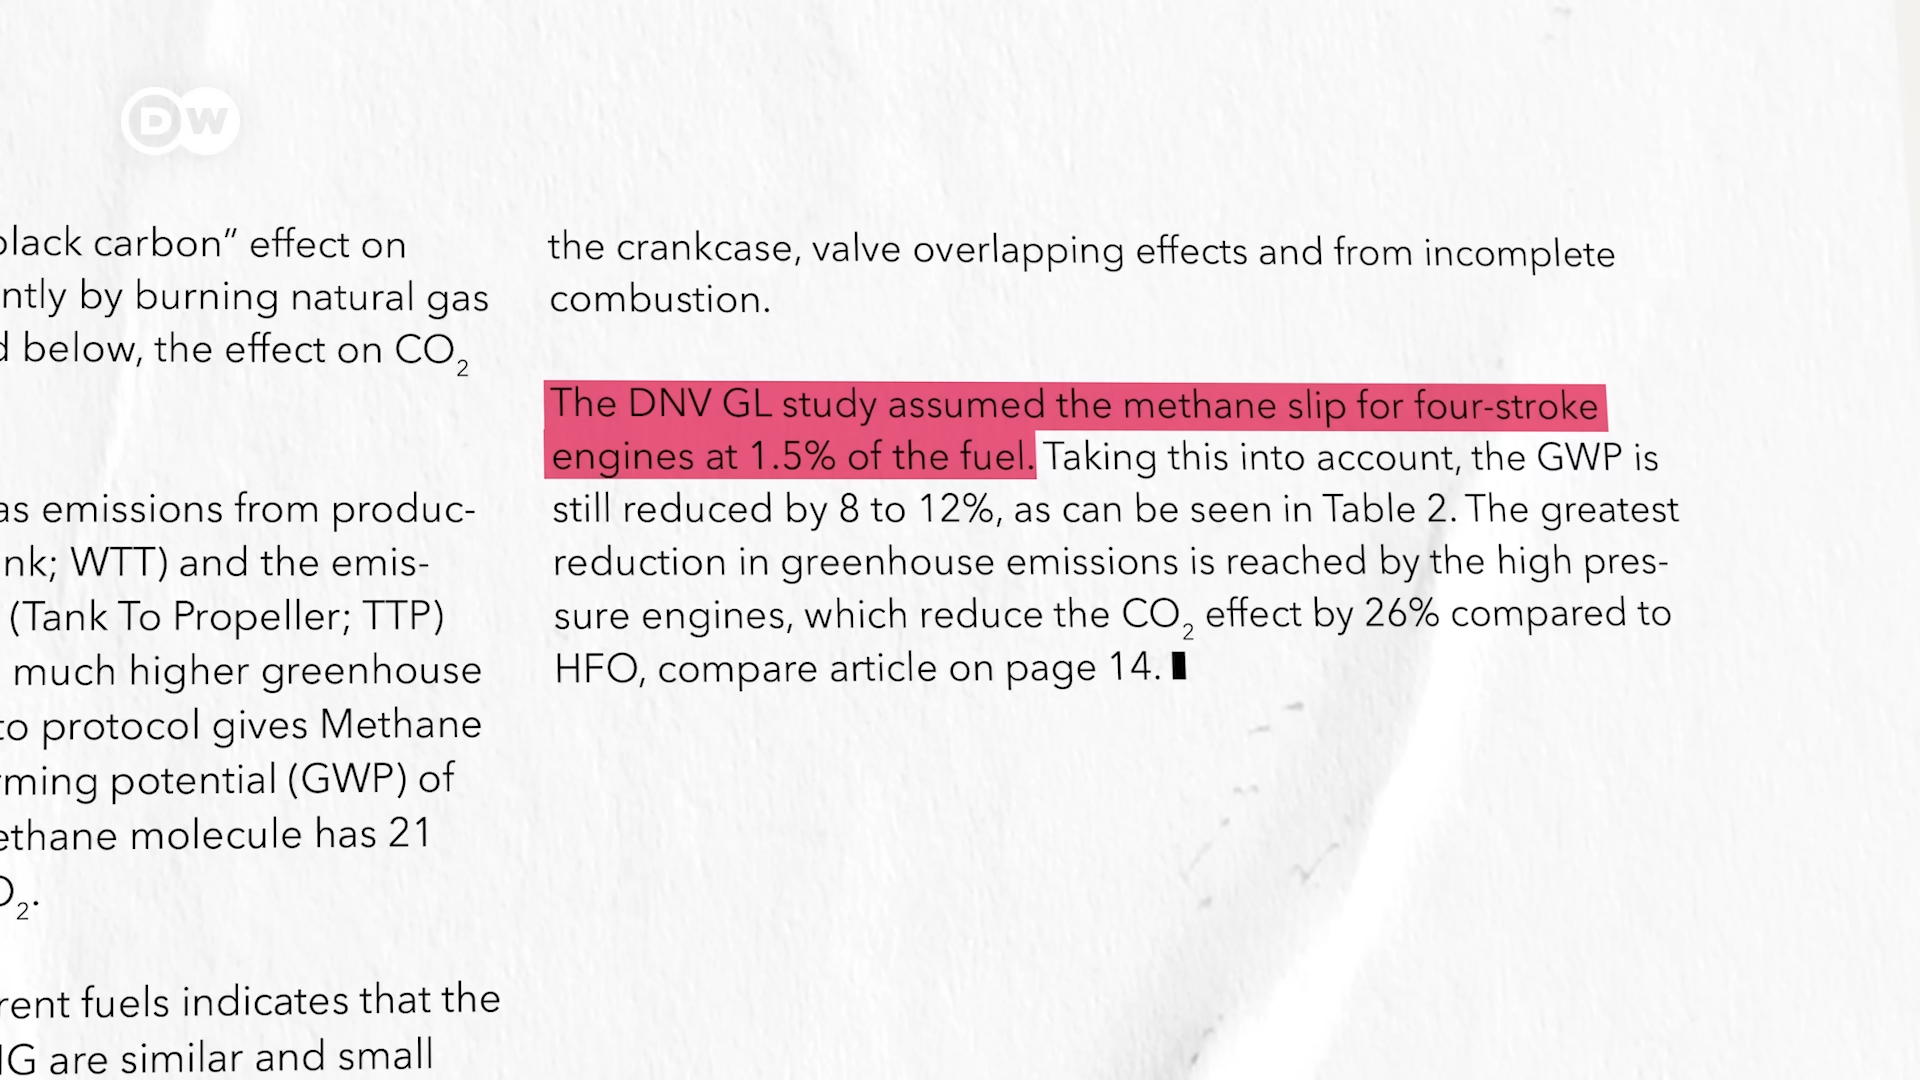 DW
black carbon” effect on
ntly by burning natural gas
d below, the effect on CO₂
as emissions from produc-
nk; WTT) and the emis-
(Tank To Propeller; TTP)
much higher greenhouse
to protocol gives Methane
rming potential (GWP) of
ethane molecule has 21
O₂.
rent fuels indicates that the
NG are similar and small
the crankcase, valve overlapping effects and from incomplete
combustion.
The DNV GL study assumed the methane slip for four-stroke
engines at 1.5% of the fuel. Taking this into account, the GWP is
still reduced by 8 to 12%, as can be seen in Table 2. The greatest
reduction in greenhouse emissions is reached by the high pres-
sure engines, which reduce the CO₂ effect by 26% compared to
HFO, compare article on page 14.